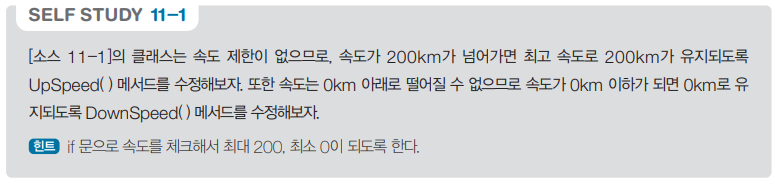 SELF STUDY 11-1
[소스 11-1]의 클래스는 속도 제한이 없으므로, 속도가 200km가 넘어가면 최고 속도로 200km가 유지되도록
UpSpeed( ) 메서드를 수정해보자. 또한 속도는 0km 아래로 떨어질 수 없으므로 속도가 0km 이하가 되면 0km로 유
지되도록 DownSpeed( ) 메서드를 수정해보자.
힌트 if 문으로 속도를 체크해서 최대 200, 최소 0이 되도록 한다.